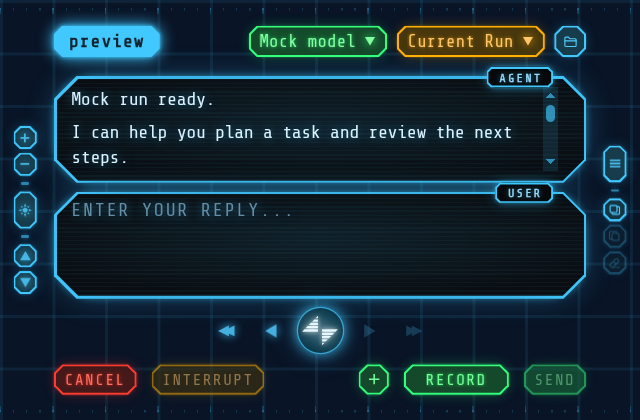 preview
Mock model
Current Run
AGENT
Mock run ready.
I can help you plan a task and review the next
steps.
USER
ENTER YOUR REPLY...
CANCEL
INTERRUPT
+
RECORD
SEND